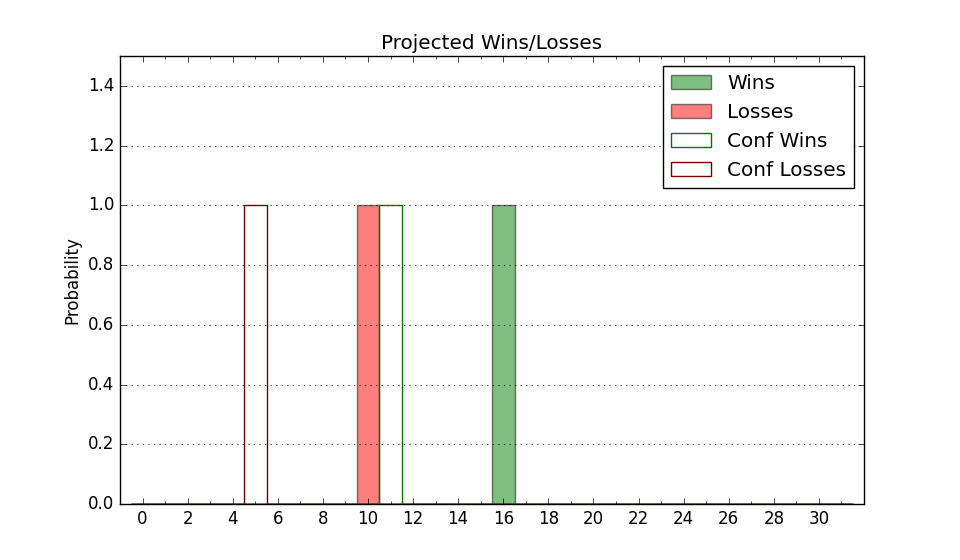 Projected Wins/Losses
Wins
Losses
Conf Wins
Conf Losses
Probability
1.4
1.2
1.0
0.8
0.6
0.4
0.2
0.0
0 2 4 6 8 10 12 14 16 18 20 22 24 26 28 30